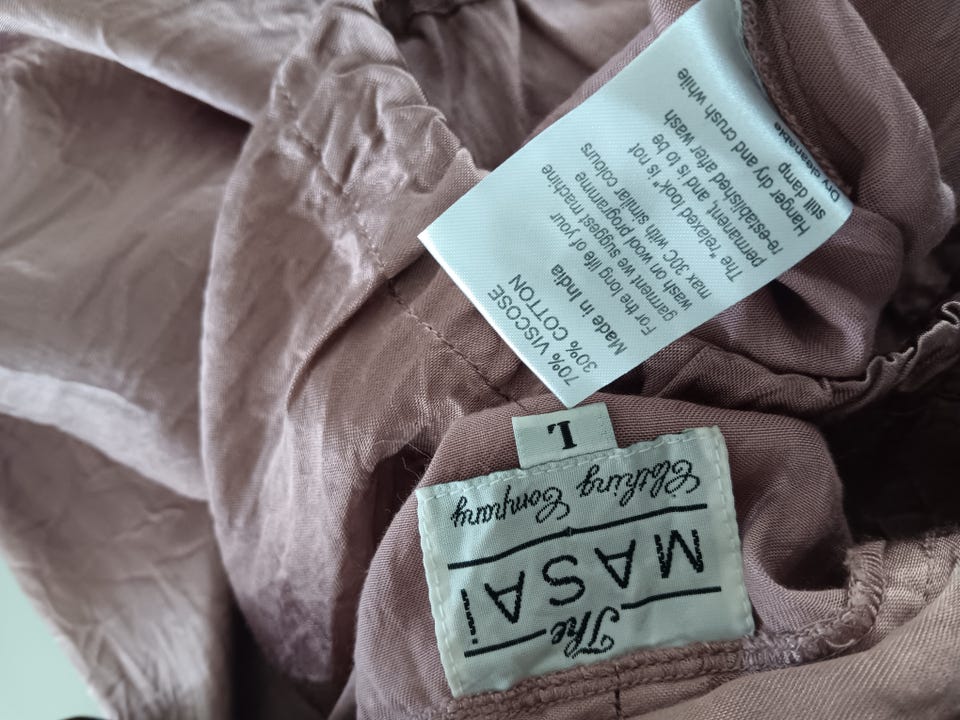 70% VISCOSE
30% COTTON
Made in India
For the long life of your
garment we suggest machine
wash on wool programme
max 30C with similar colours
The "relaxed look" is not
permanent, and is to be
re-established after wash
Hanger dry and crush while
still damp
Dry cleanable
The
MASAI
Clothing Company
L